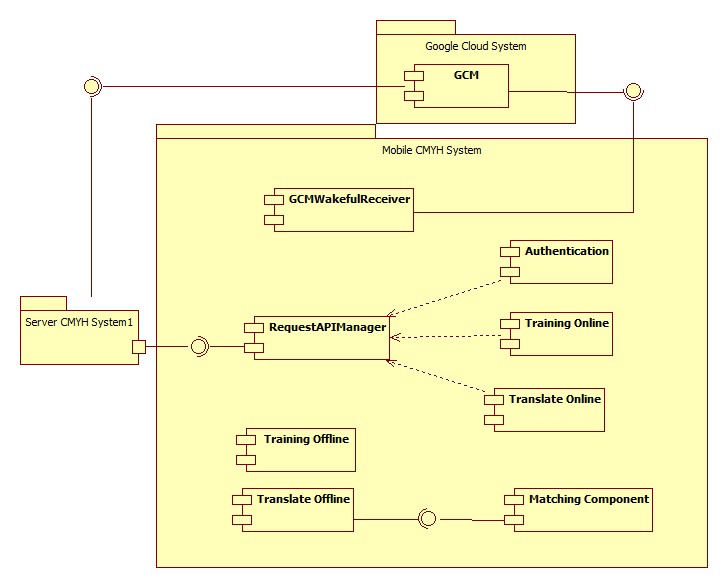 Google Cloud System
GCM
Mobile CMYH System
GCMWakefulReceiver
Authentication
Server CMYH System1
RequestAPIManager
Training Online
Translate Online
Training Offline
Translate Offline
Matching Component